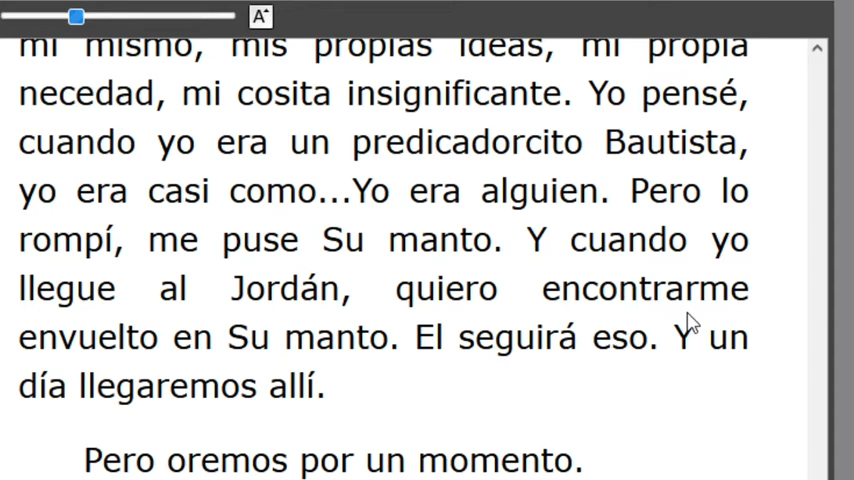 A
mí mismo, mis propias ideas, mi propia
necedad, mi cosita insignificante. Yo pensé,
cuando yo era un predicadorcito Bautista,
yo era casi como...Yo era alguien. Pero lo
rompí, me puse Su manto. Y cuando yo
llegue al Jordán, quiero encontrarme
envuelto en Su manto. El seguirá eso. Y un
día llegaremos allí.
Pero oremos por un momento.